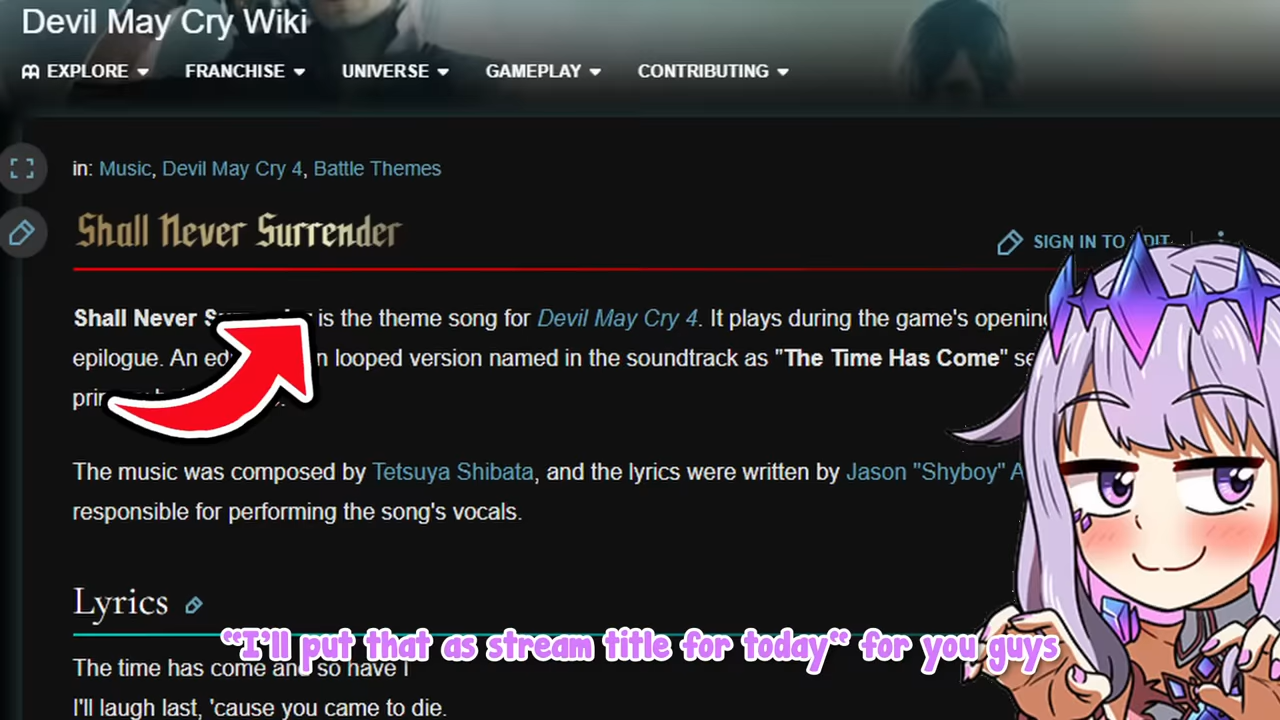 Devil May Cry Wiki
EXPLORE FRANCHISE UNIVERSE GAMEPLAY CONTRIBUTING
in: Music, Devil May Cry 4, Battle Themes
Shall Never Surrender
SIGN IN TO EDIT
Shall Never Surrender is the theme song for Devil May Cry 4. It plays during the game's opening
epilogue. An looped version named in the soundtrack as "The Time Has Come"
The music was composed by Tetsuya Shibata, and the lyrics were written by Jason "Shyboy"
responsible for performing the song's vocals.
Lyrics
"I'll put that as stream title for today" for you guys
The time has come and so have I
I'll laugh last, 'cause you came to die.